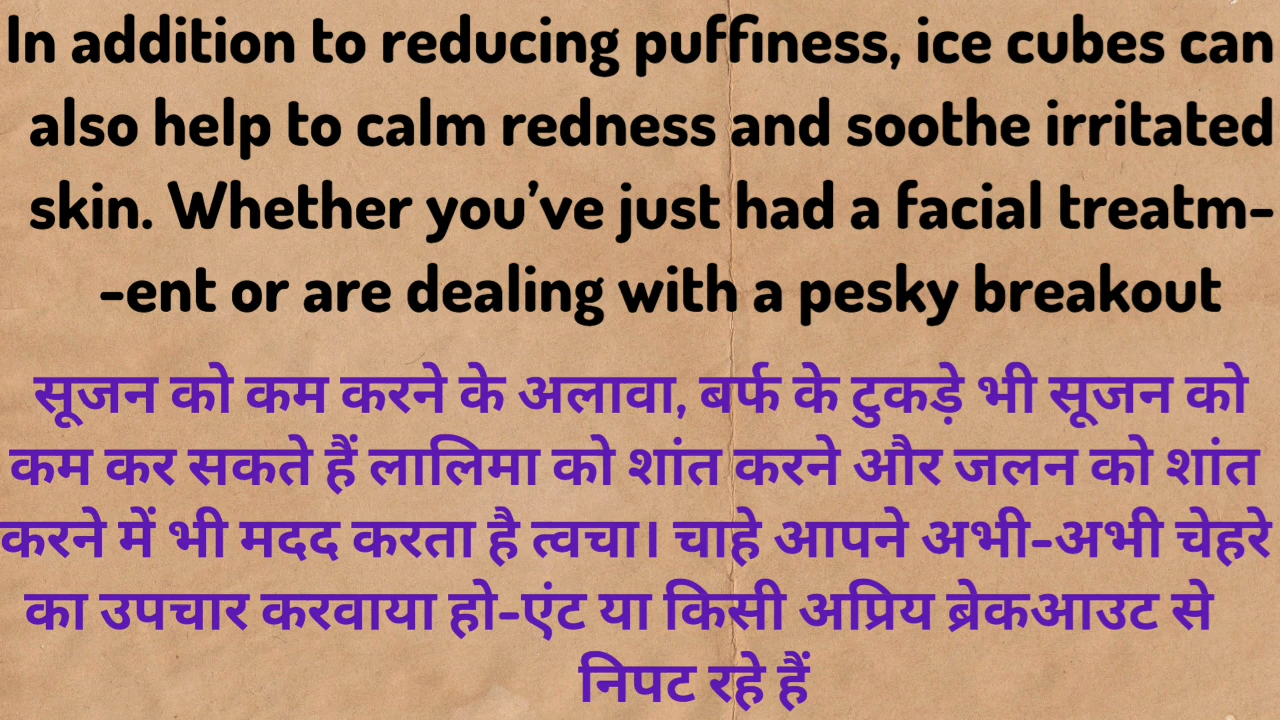 In addition to reducing puffiness, ice cubes can
also help to calm redness and soothe irritated
skin. Whether you’ve just had a facial treatm-
-ent or are dealing with a pesky breakout
सूजन को कम करने के अलावा, बर्फ के टुकड़े भी सूजन को
कम कर सकते हैं लालिमा को शांत करने और जलन को शांत
करने में भी मदद करता है त्वचा। चाहे आपने अभी-अभी चेहरे
का उपचार करवाया हो-एंट या किसी अप्रिय ब्रेकआउट से
निपट रहे हैं